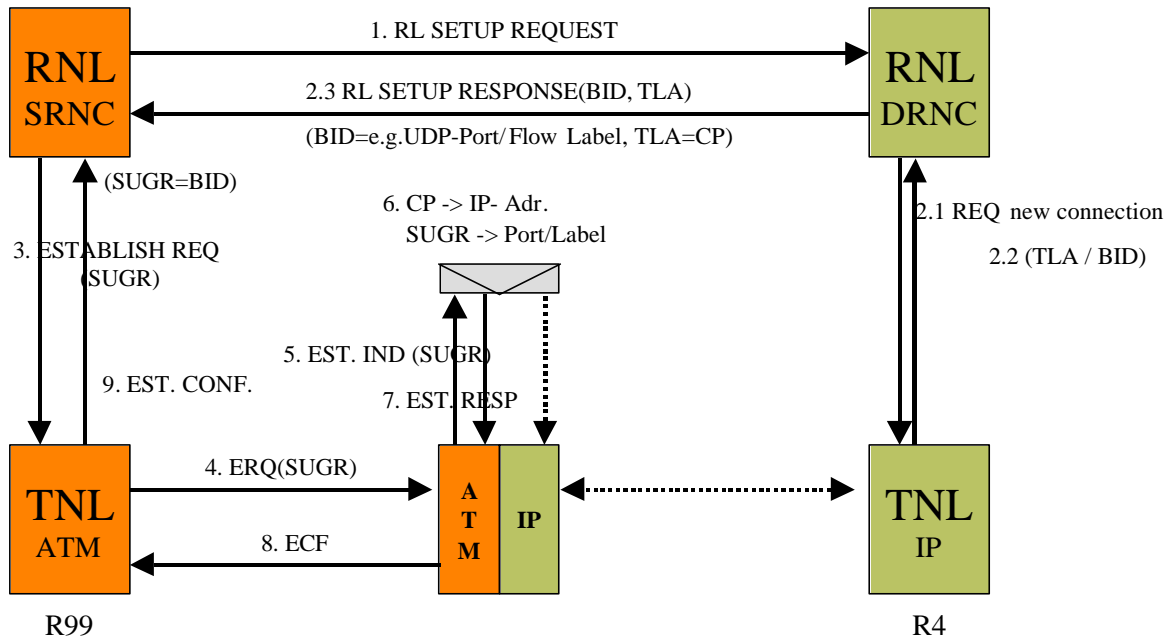 1. RL SETUP REQUEST
RNL
SRNC
RNL
DRNC
2.3 RL SETUP RESPONSE(BID, TLA)
(BID=e.g.UDP-Port/ Flow Label, TLA=CP)
(SUGR=BID)
6. CP -> IP- Adr.
SUGR -> Port/Label
2.1 REQ new connection
2.2 (TLA / BID)
3. ESTABLISH REQ
(SUGR)
5. EST. IND (SUGR)
9. EST. CONF.
7. EST. RESP
4. ERQ(SUGR)
TNL
ATM
A
T
M
IP
TNL
IP
8. ECF
R99
R4